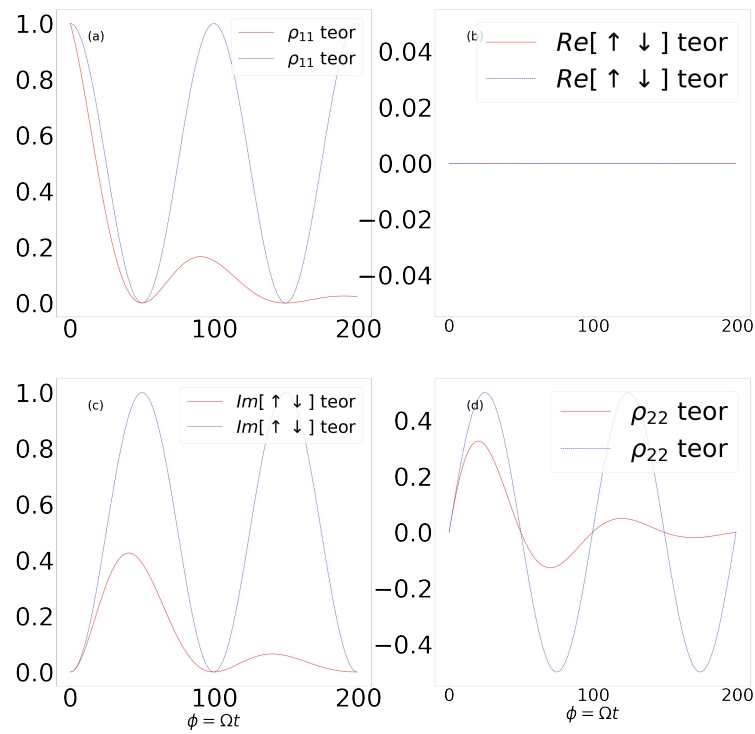 1.0
0.8
0.6
0.4
0.2
0.0
0
100
200
(a)
ρ₁₁ teor
ρ₁₁ teor
0.04
0.02
0.00
−0.02
−0.04
0
100
200
(b)
Re[ ↑ ↓ ] teor
Re[ ↑ ↓ ] teor
1.0
0.8
0.6
0.4
0.2
0.0
0
100
200
ϕ = Ωt
(c)
Im[ ↑ ↓ ] teor
Im[ ↑ ↓ ] teor
0.4
0.2
0.0
−0.2
−0.4
0
100
200
ϕ = Ωt
(d)
ρ₂₂ teor
ρ₂₂ teor